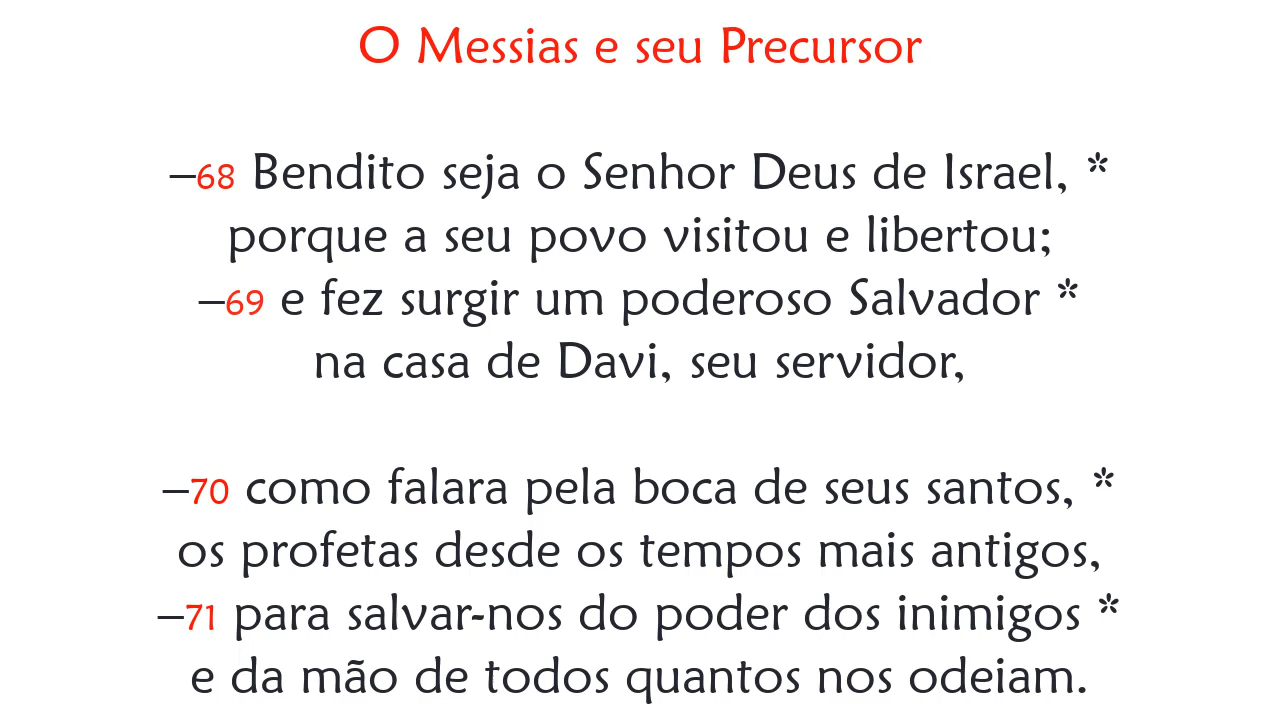 O Messias e seu Precursor
–68 Bendito seja o Senhor Deus de Israel, *
porque a seu povo visitou e libertou;
–69 e fez surgir um poderoso Salvador *
na casa de Davi, seu servidor,
–70 como falara pela boca de seus santos, *
os profetas desde os tempos mais antigos,
–71 para salvar-nos do poder dos inimigos *
e da mão de todos quantos nos odeiam.